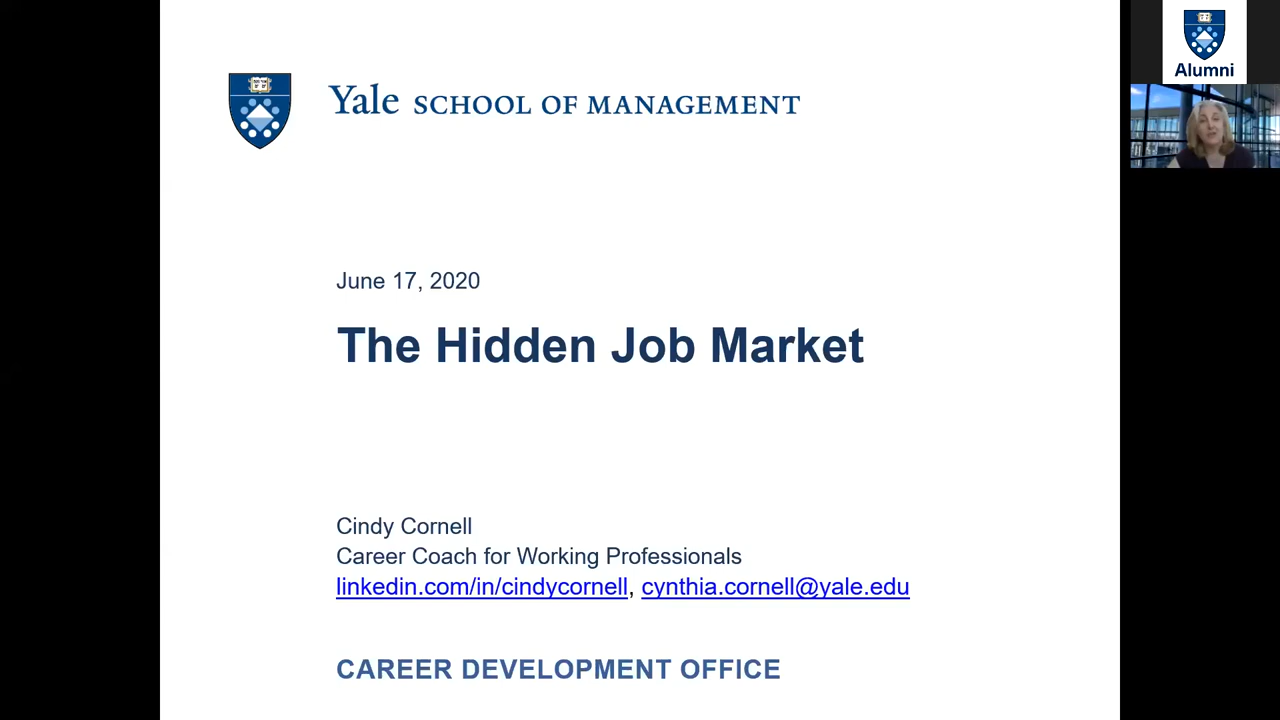 Yale SCHOOL OF MANAGEMENT
Alumni
June 17, 2020
The Hidden Job Market
Cindy Cornell
Career Coach for Working Professionals
linkedin.com/in/cindycornell, cynthia.cornell@yale.edu
CAREER DEVELOPMENT OFFICE